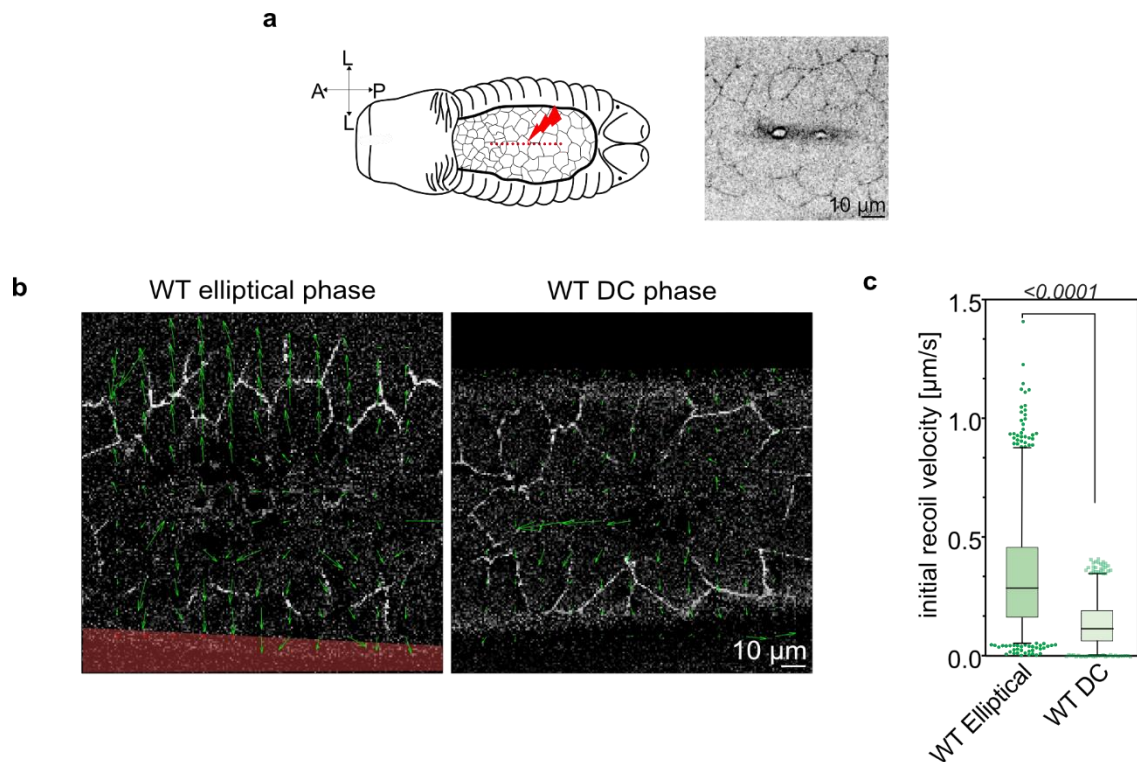 a
L
A P
L
10 µm
b
WT elliptical phase
WT DC phase
10 µm
c
<0.0001
initial recoil velocity [µm/s]
1.5
1.0
0.5
0.0
WT Elliptical
WT DC